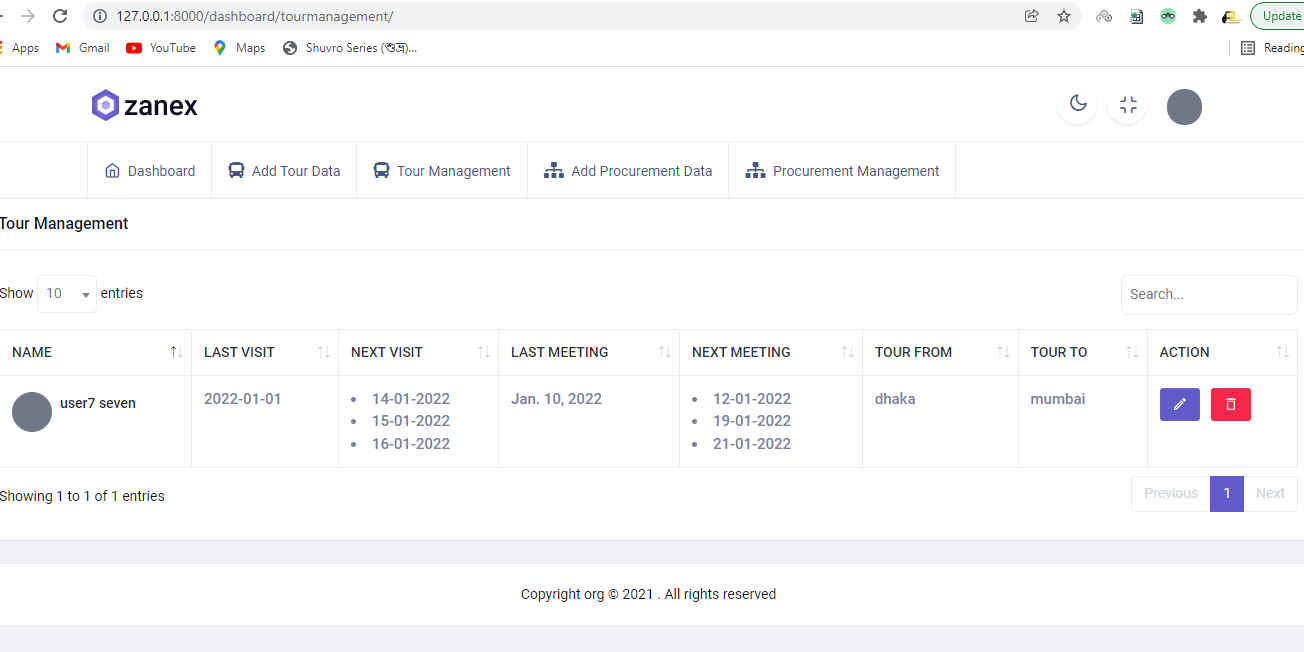 127.0.0.1:8000/dashboard/tourmanagement/
Update
Apps Gmail YouTube Maps Shuvro Series (শুভ্র)... Reading
zanex
Dashboard Add Tour Data Tour Management Add Procurement Data Procurement Management
Tour Management
Show 10 entries
Search...
NAME LAST VISIT NEXT VISIT LAST MEETING NEXT MEETING TOUR FROM TOUR TO ACTION
user7 seven 2022-01-01 14-01-2022 Jan. 10, 2022 12-01-2022 dhaka mumbai
15-01-2022 19-01-2022
16-01-2022 21-01-2022
Showing 1 to 1 of 1 entries
Previous 1 Next
Copyright org © 2021 . All rights reserved